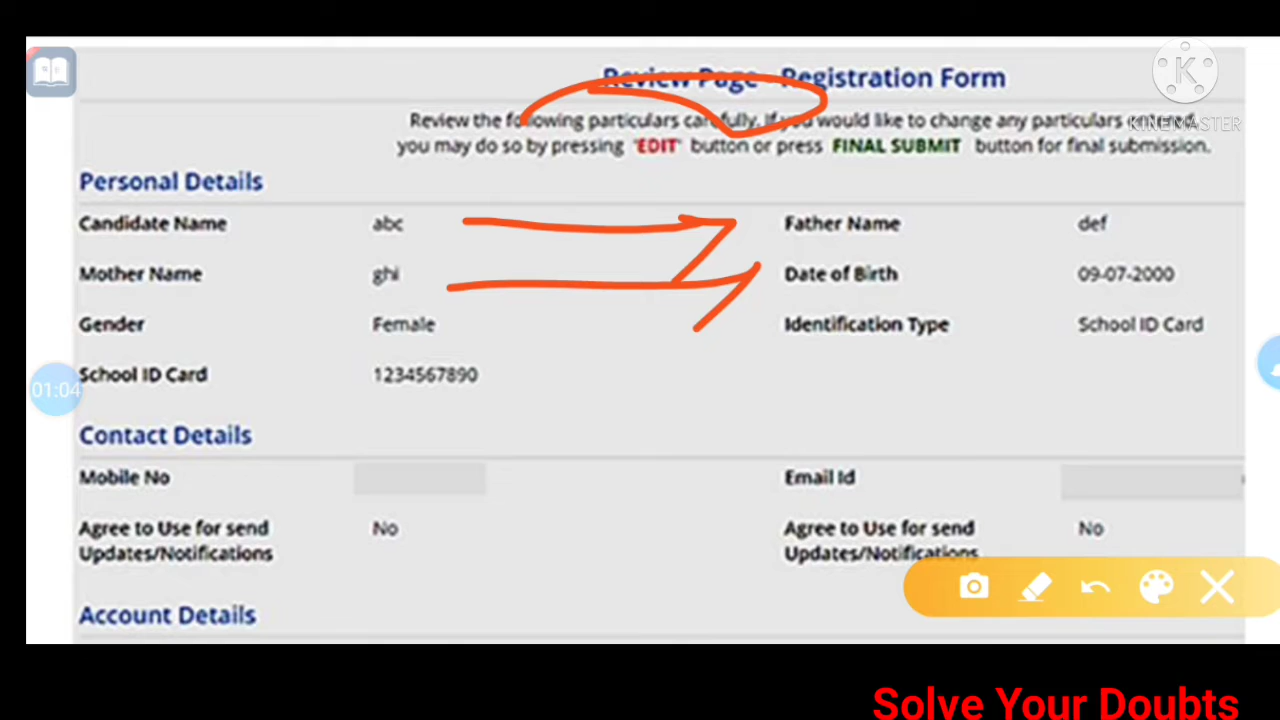 Review Page - Registration Form
KINEMASTER
Review the following particulars carefully. If you would like to change any particulars
you may do so by pressing 'EDIT' button or press FINAL SUBMIT button for final submission.
Personal Details
Candidate Name abc Father Name def
Mother Name ghi Date of Birth 09-07-2000
Gender Female Identification Type School ID Card
School ID Card 1234567890
01:04
Contact Details
Mobile No Email Id
Agree to Use for send No Agree to Use for send No
Updates/Notifications Updates/Notifications
Account Details
Solve Your Doubts